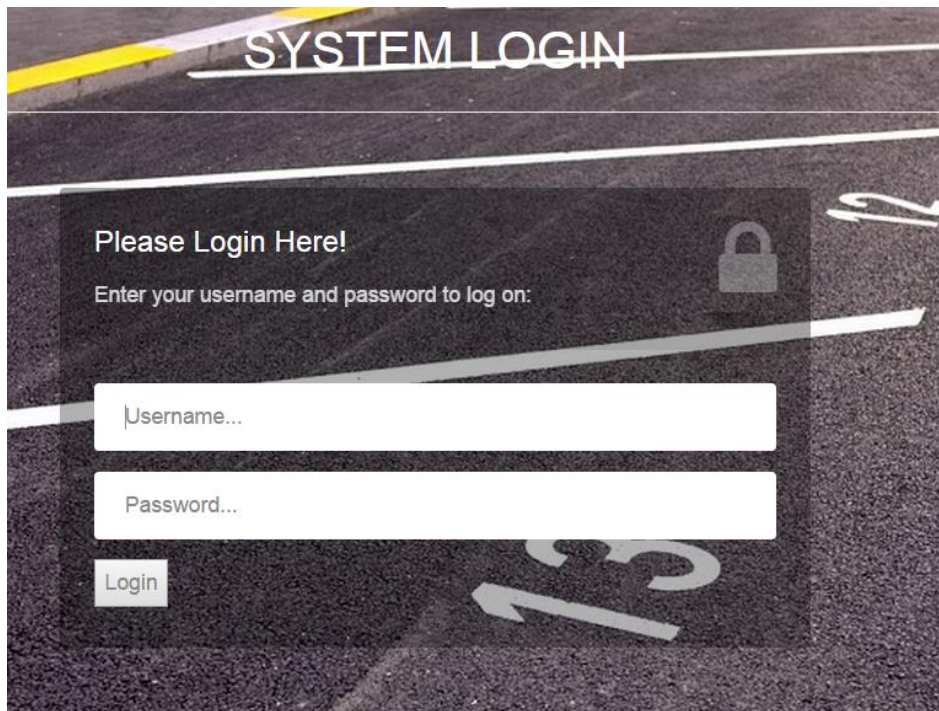 SYSTEM LOGIN
12
Please Login Here!
Enter your username and password to log on:
Username...
Password...
13
Login